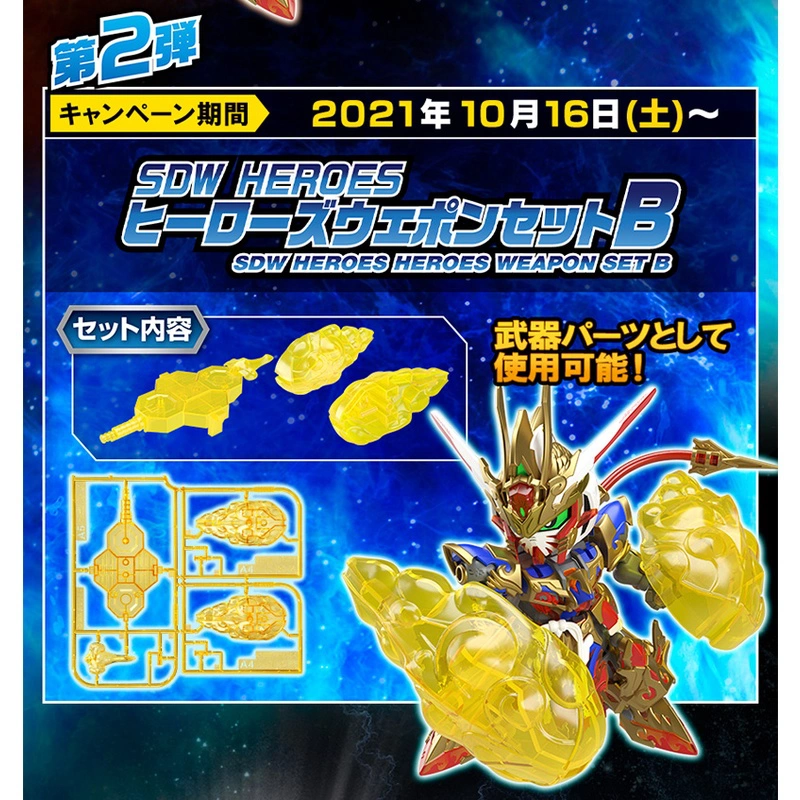 第2弾
キャンペーン期間
2021年10月16日(土)～
SDW HEROES
ヒーローズウェポンセットB
SDW HEROES HEROES WEAPON SET B
セット内容
武器パーツとして
使用可能!